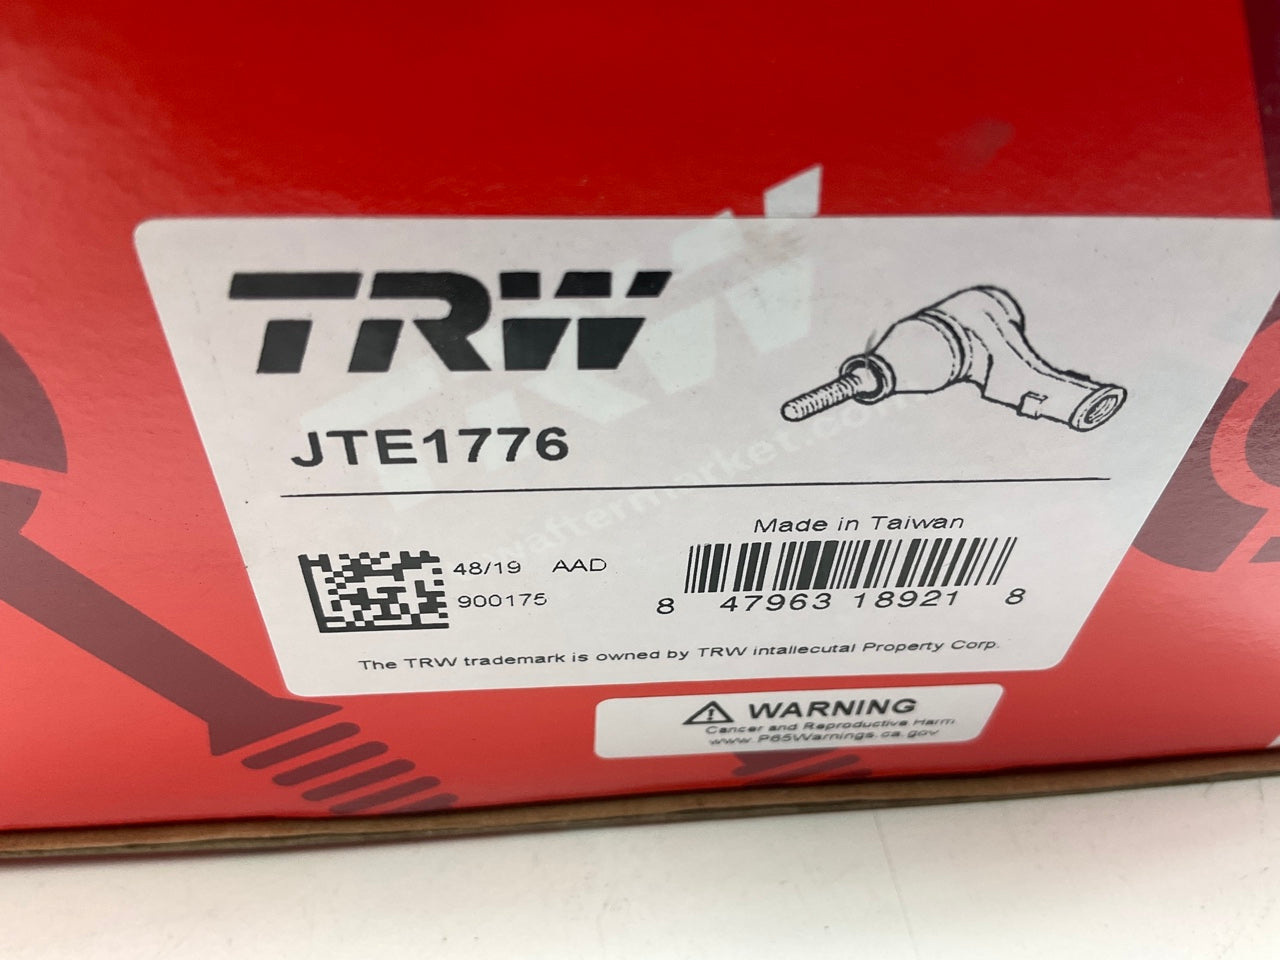 TRW
JTE1776
Made in Taiwan
48/19 AAD
900175
8 47963 18921 8
The TRW trademark is owned by TRW intallecutal Property Corp.
WARNING
Cancer and Reproductive Harm
www.P65Warnings.ca.gov